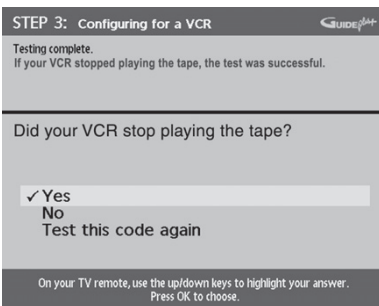 STEP 3: Configuring for a VCR
GUIDE plus+
Testing complete.
If your VCR stopped playing the tape, the test was successful.
Did your VCR stop playing the tape?
✓ Yes
No
Test this code again
On your TV remote, use the up/down keys to highlight your answer.
Press OK to choose.